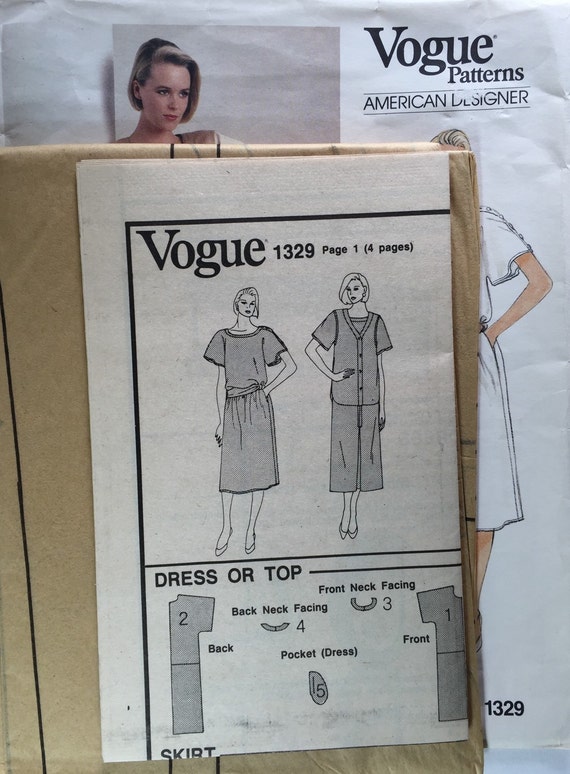 Vogue®
Patterns
AMERICAN DESIGNER
Vogue® 1329 Page 1 (4 pages)
DRESS OR TOP
Front Neck Facing
3
Back Neck Facing
4
2
Back
1
Front
Pocket (Dress)
5
SKIRT
1329